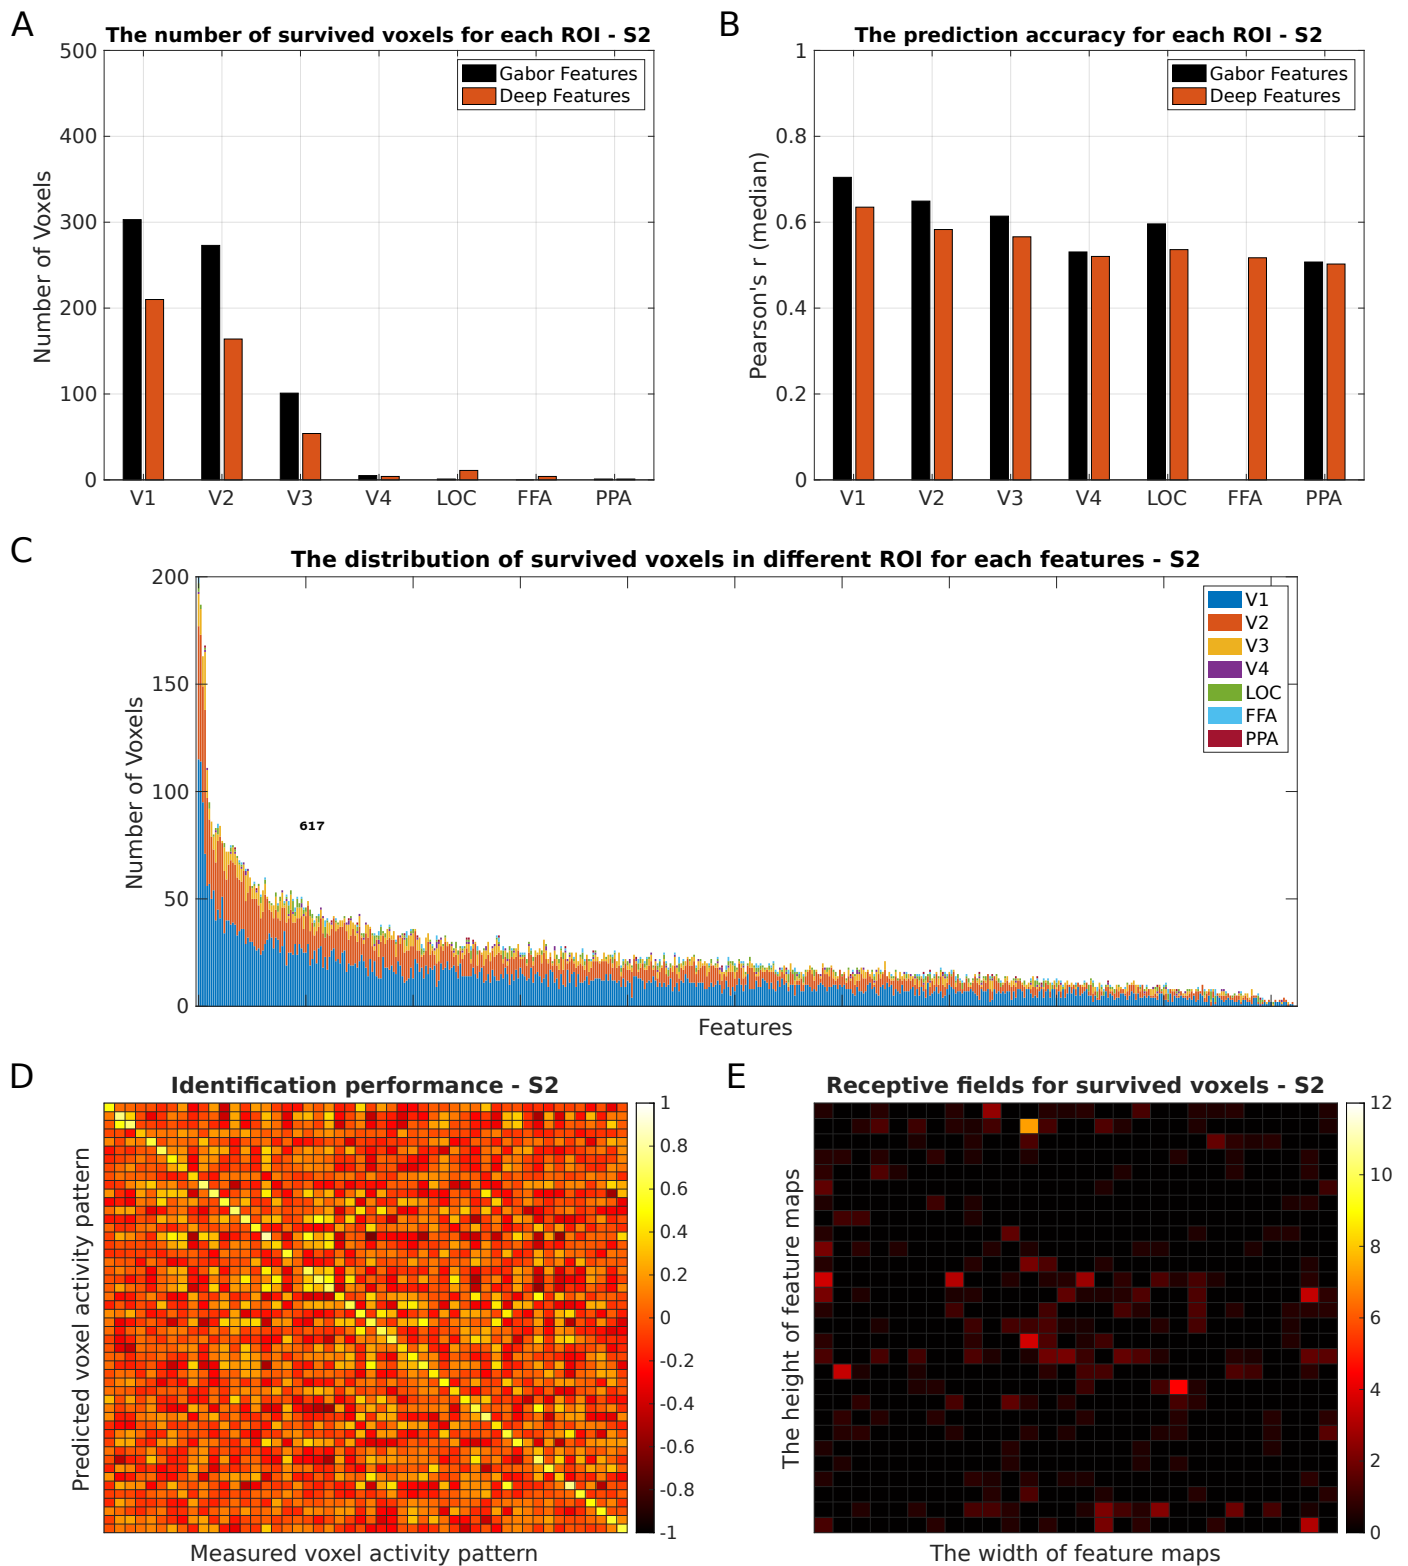 A
The number of survived voxels for each ROI - S2
Number of Voxels
500
400
300
200
100
0
Gabor Features
Deep Features
V1 V2 V3 V4 LOC FFA PPA
B
The prediction accuracy for each ROI - S2
Pearson's r (median)
1
0.8
0.6
0.4
0.2
0
Gabor Features
Deep Features
V1 V2 V3 V4 LOC FFA PPA
C
The distribution of survived voxels in different ROI for each features - S2
Number of Voxels
200
150
100
50
0
617
V1
V2
V3
V4
LOC
FFA
PPA
Features
D
Identification performance - S2
Predicted voxel activity pattern
Measured voxel activity pattern
1
0.8
0.6
0.4
0.2
0
-0.2
-0.4
-0.6
-0.8
-1
E
Receptive fields for survived voxels - S2
The height of feature maps
The width of feature maps
12
10
8
6
4
2
0